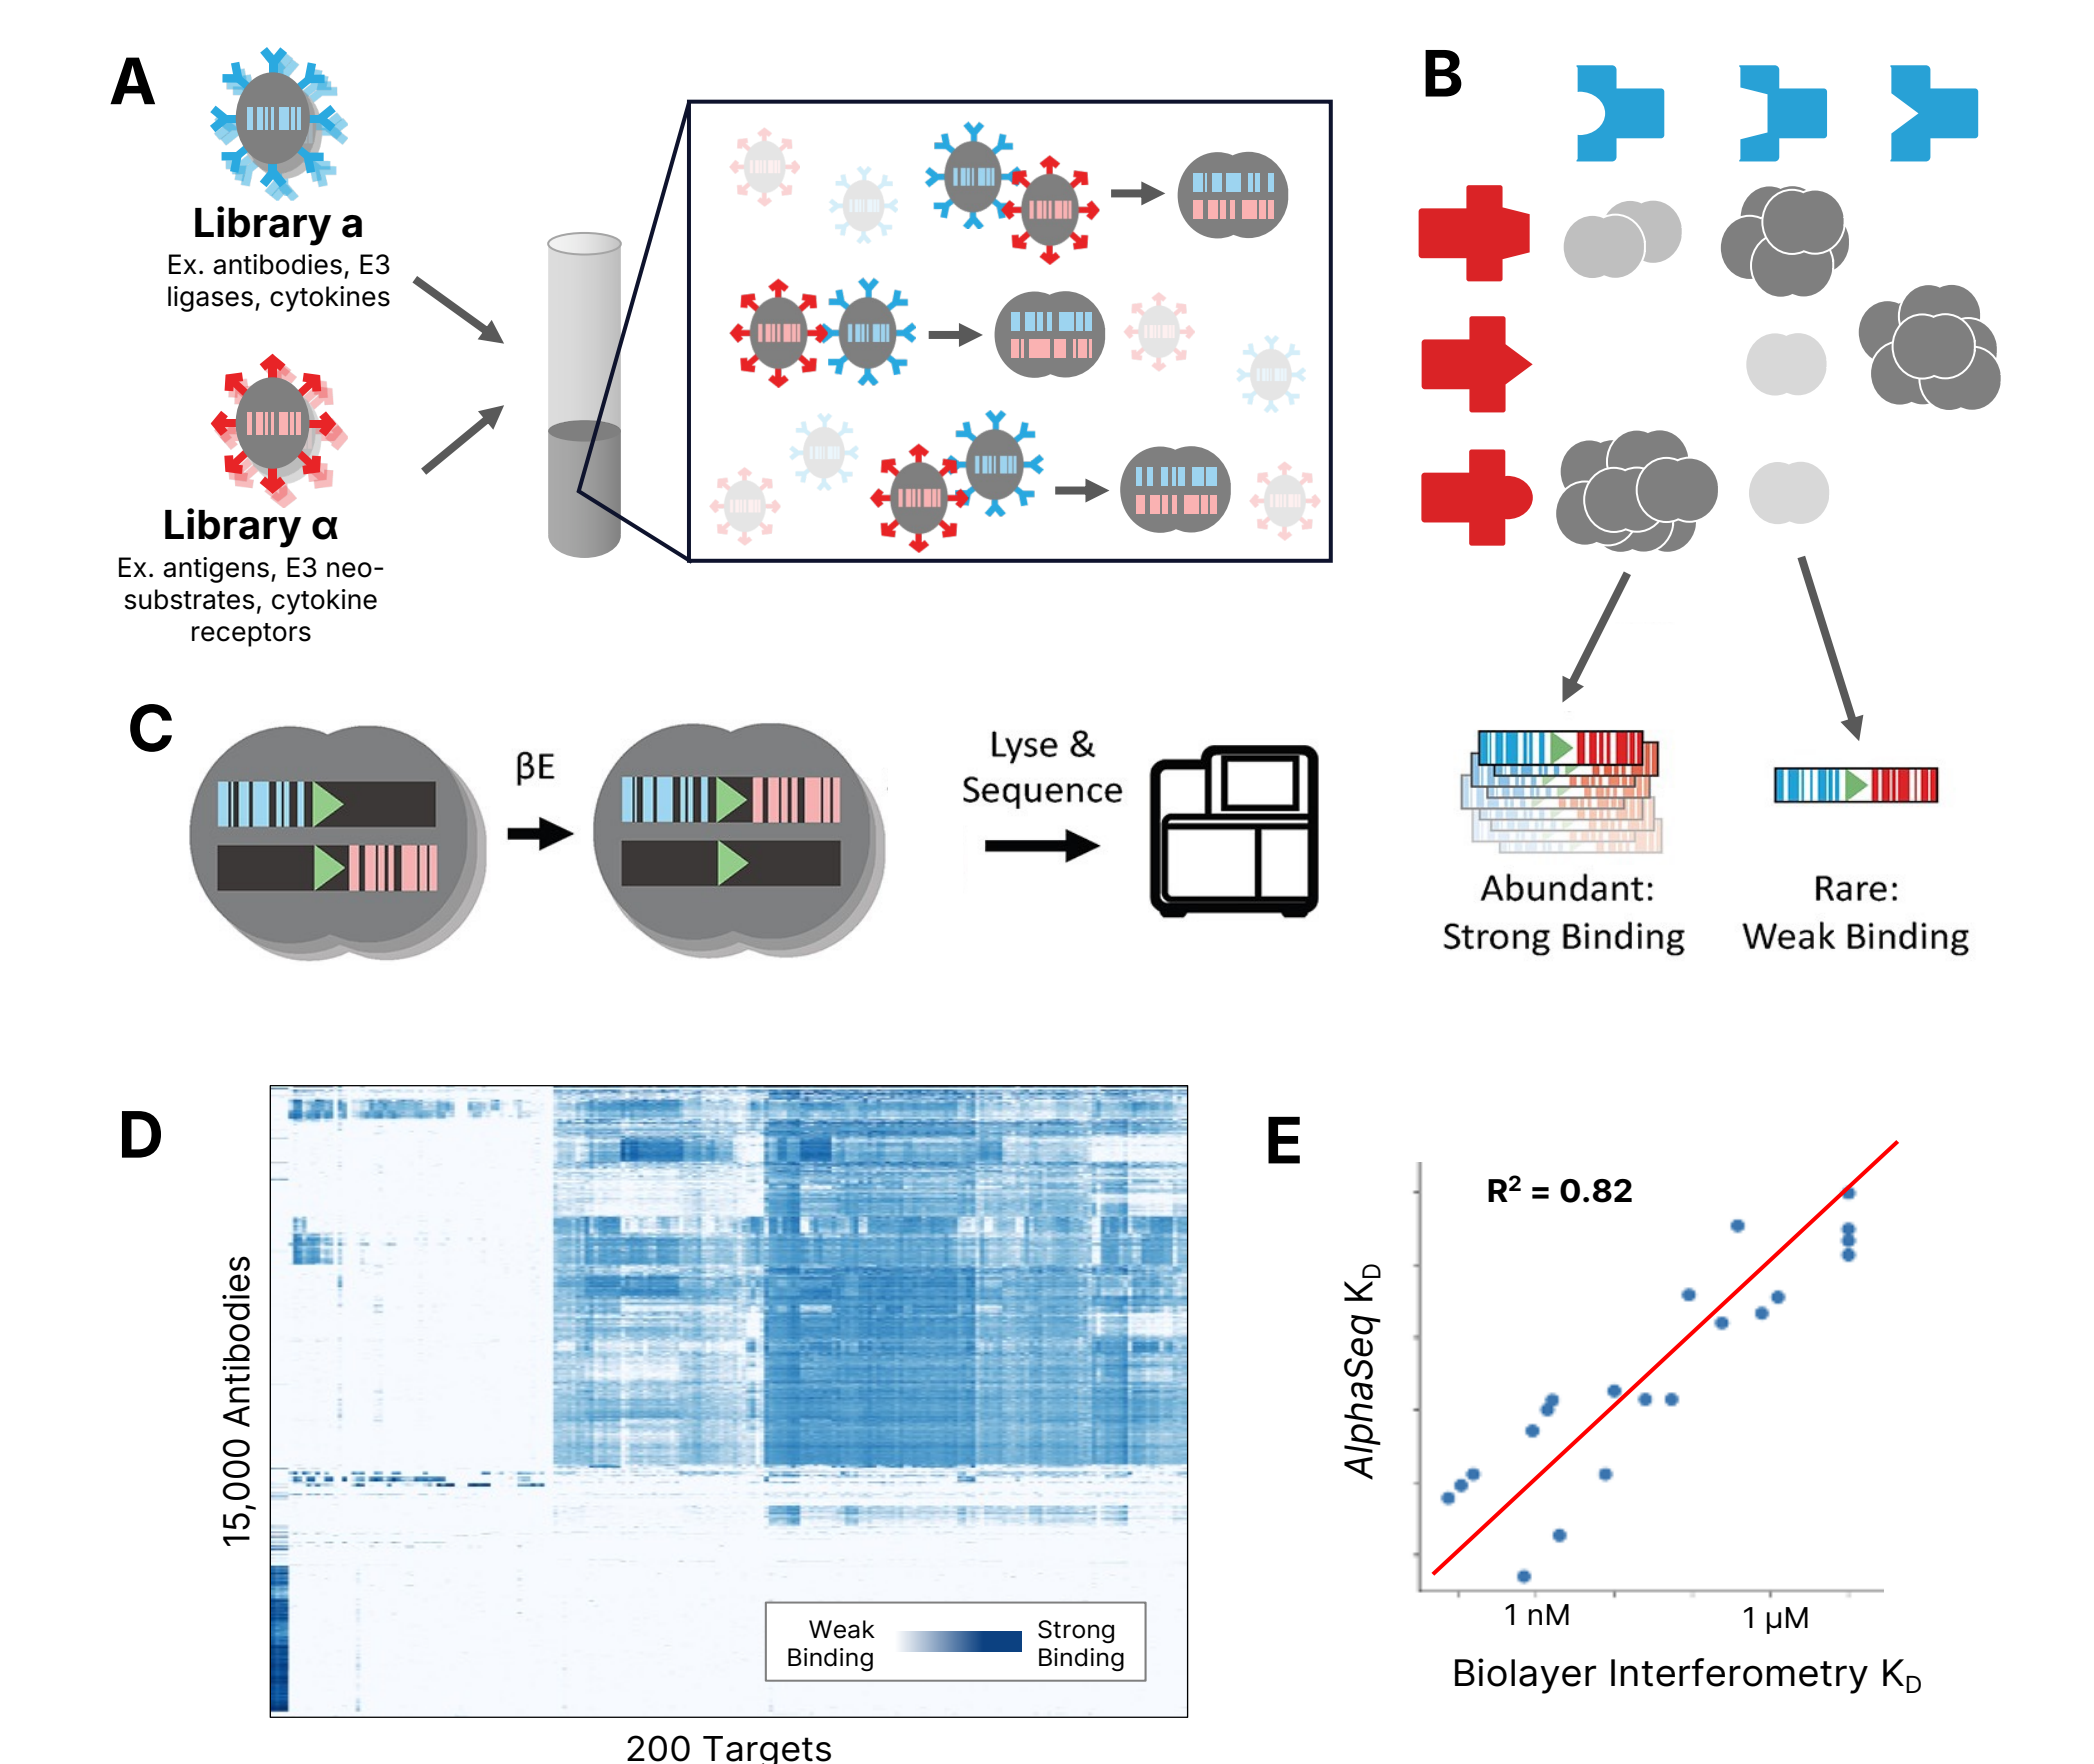 A
Library a
Ex. antibodies, E3
ligases, cytokines
Library α
Ex. antigens, E3 neo-
substrates, cytokine
receptors
B
Abundant:
Strong Binding
Rare:
Weak Binding
C
βE
Lyse &
Sequence
D
15,000 Antibodies
Weak
Binding
Strong
Binding
200 Targets
E
R² = 0.82
AlphaSeq K_D
1 nM
1 µM
Biolayer Interferometry K_D